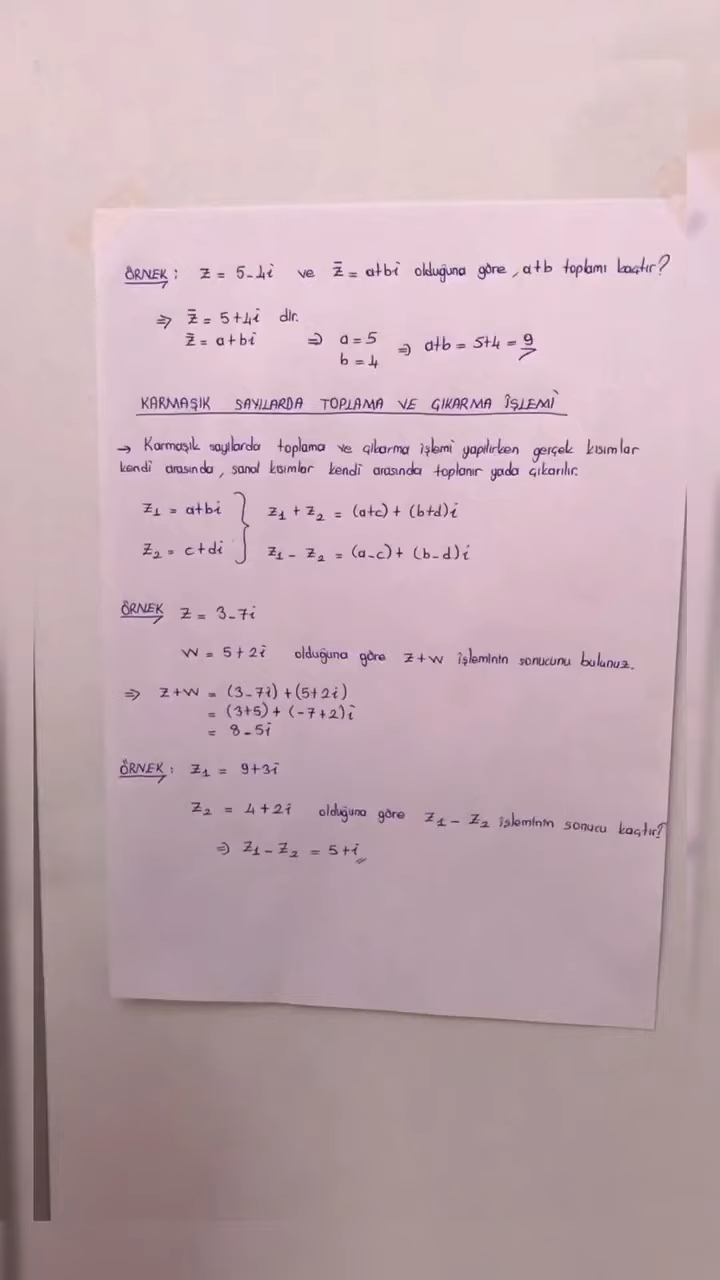 ÖRNEK : z = 5-4i ve z̄ = a+bi olduğuna göre, a+b toplamı kaçtır?
⇒ z̄ = 5+4i dir.
z̄ = a+bi ⇒ a = 5 ⇒ a+b = 5+4 = 9
b = 4
KARMAŞIK SAYILARDA TOPLAMA VE ÇIKARMA İŞLEMİ
→ Karmaşık sayılarda toplama ve çıkarma işlemi yapılırken gerçek kısımlar
kendi arasında, sanal kısımlar kendi arasında toplanır yada çıkarılır.
z₁ = a+bi } z₁ + z₂ = (a+c) + (b+d)i
z₂ = c+di z₁ - z₂ = (a-c) + (b-d)i
ÖRNEK z = 3-7i
w = 5+2i olduğuna göre z+w işleminin sonucunu bulunuz.
⇒ z+w = (3-7i) + (5+2i)
= (3+5) + (-7+2)i
= 8-5i
ÖRNEK : z₁ = 9+3i
z₂ = 4+2i olduğuna göre z₁ - z₂ işleminin sonucu kaçtır?
⇒ z₁ - z₂ = 5+i